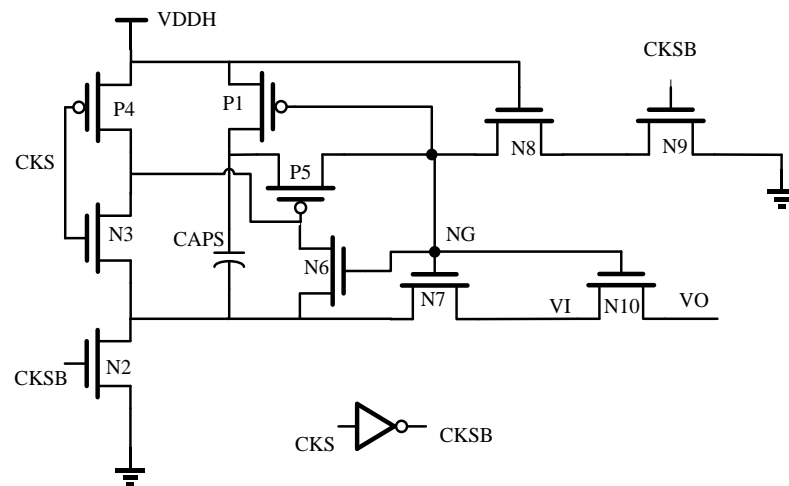 VDDH
CKSB
P4
P1
N8
N9
CKS
P5
N3
CAPS
NG
N6
N7
VI
N10
VO
N2
CKSB
CKS
CKSB